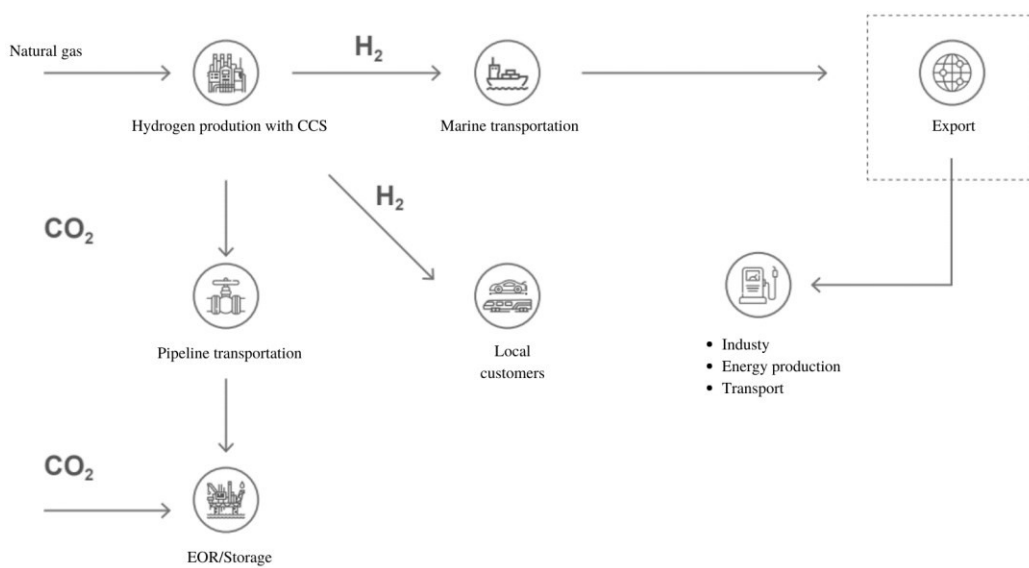 Natural gas
H₂
Hydrogen prodution with CCS
Marine transportation
Export
H₂
CO₂
Pipeline transportation
Local
customers
• Industy
• Energy production
• Transport
CO₂
EOR/Storage